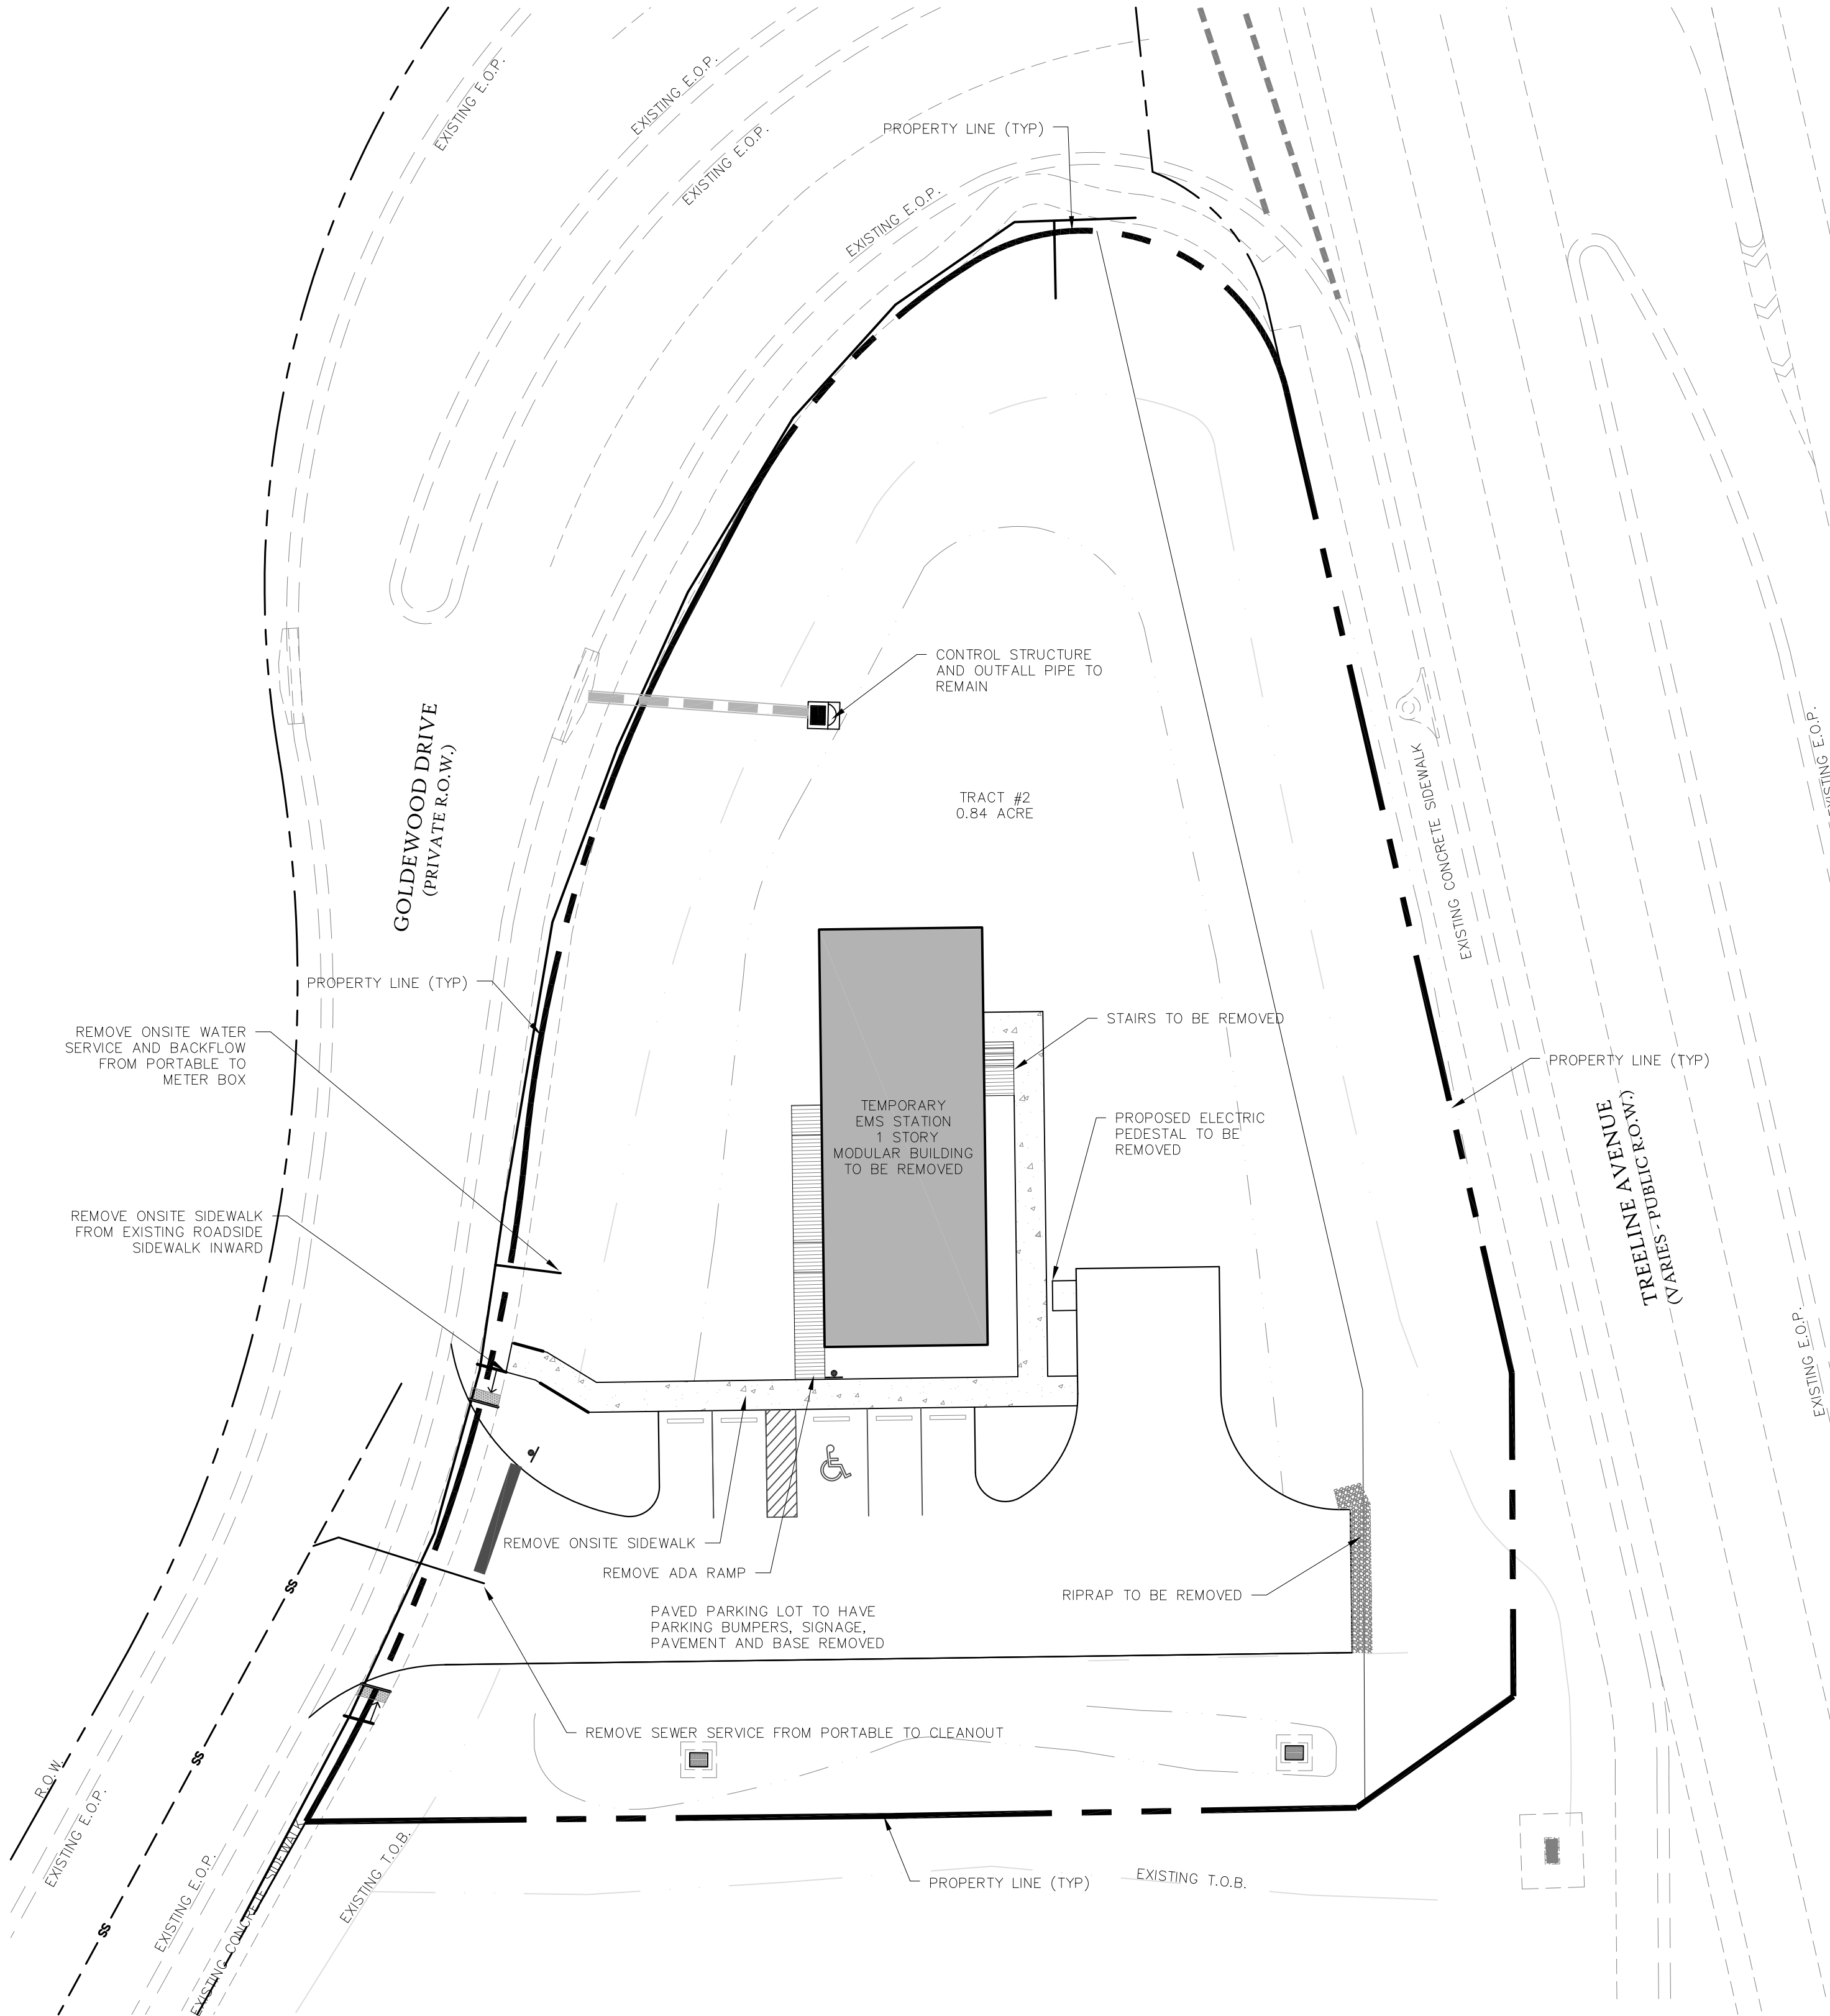 EXISTING E.O.P.
EXISTING E.O.P.
EXISTING E.O.P.
EXISTING E.O.P.
PROPERTY LINE (TYP)
CONTROL STRUCTURE
AND OUTFALL PIPE TO
REMAIN
GOLDEWOOD DRIVE
(PRIVATE R.O.W.)
TRACT #2
0.84 ACRE
EXISTING CONCRETE SIDEWALK
EXISTING E.O.P.
PROPERTY LINE (TYP)
REMOVE ONSITE WATER
SERVICE AND BACKFLOW
FROM PORTABLE TO
METER BOX
STAIRS TO BE REMOVED
PROPERTY LINE (TYP)
TEMPORARY
EMS STATION
1 STORY
MODULAR BUILDING
TO BE REMOVED
PROPOSED ELECTRIC
PEDESTAL TO BE
REMOVED
TREELINE AVENUE
(VARIES - PUBLIC R.O.W.)
REMOVE ONSITE SIDEWALK
FROM EXISTING ROADSIDE
SIDEWALK INWARD
EXISTING E.O.P.
REMOVE ONSITE SIDEWALK
REMOVE ADA RAMP
RIPRAP TO BE REMOVED
PAVED PARKING LOT TO HAVE
PARKING BUMPERS, SIGNAGE,
PAVEMENT AND BASE REMOVED
SS
REMOVE SEWER SERVICE FROM PORTABLE TO CLEANOUT
SS
R.O.W.
EXISTING E.O.P.
EXISTING E.O.P.
EXISTING CONCRETE SIDEWALK
EXISTING T.O.B.
SS
PROPERTY LINE (TYP)
EXISTING T.O.B.